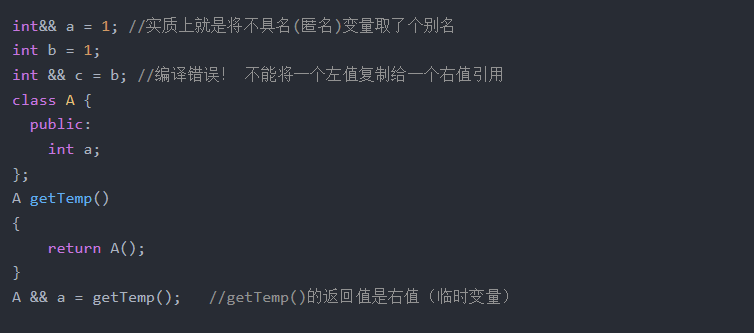 int&& a = 1; //实质上就是将不具名(匿名)变量取了个别名
int b = 1;
int && c = b; //编译错误! 不能将一个左值复制给一个右值引用
class A {
  public:
    int a;
};
A getTemp()
{
    return A();
}
A && a = getTemp();   //getTemp()的返回值是右值（临时变量）